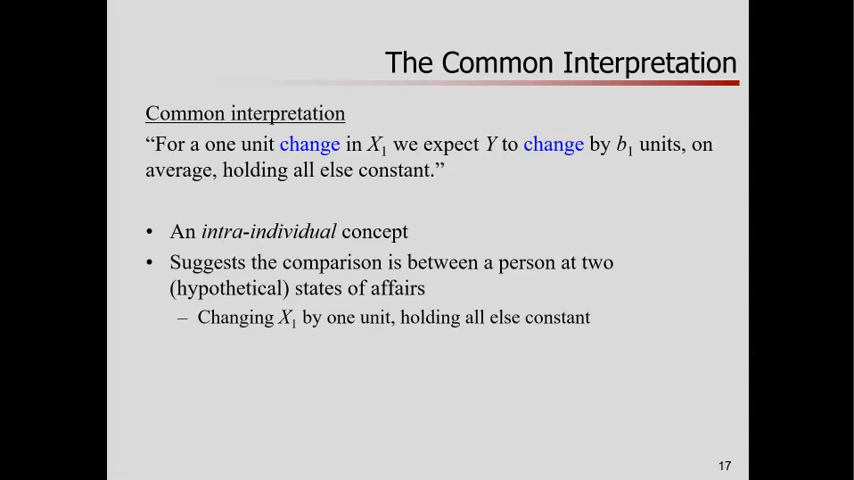 The Common Interpretation
Common interpretation
“For a one unit change in X1 we expect Y to change by b1 units, on
average, holding all else constant.”
• An intra-individual concept
• Suggests the comparison is between a person at two
(hypothetical) states of affairs
– Changing X1 by one unit, holding all else constant
17